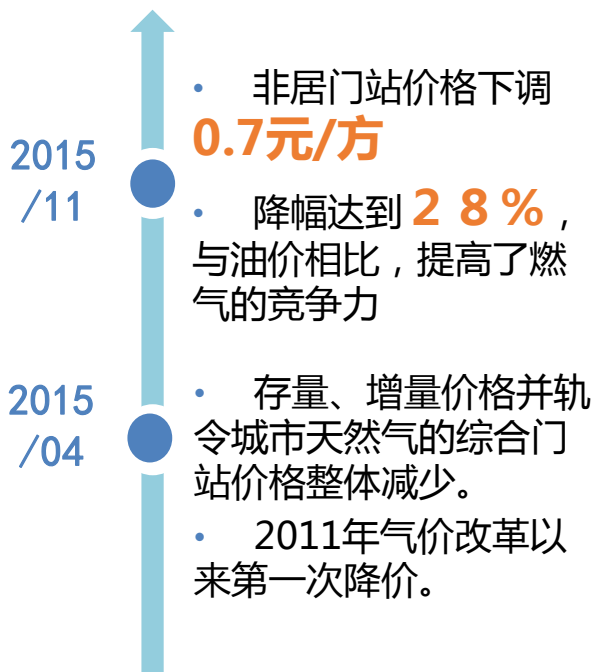 2015
/11
• 非居门站价格下调
0.7元/方
• 降幅达到２８%，
与油价相比，提高了燃
气的竞争力
2015
/04
• 存量、增量价格并轨
令城市天然气的综合门
站价格整体减少。
• 2011年气价改革以
来第一次降价。